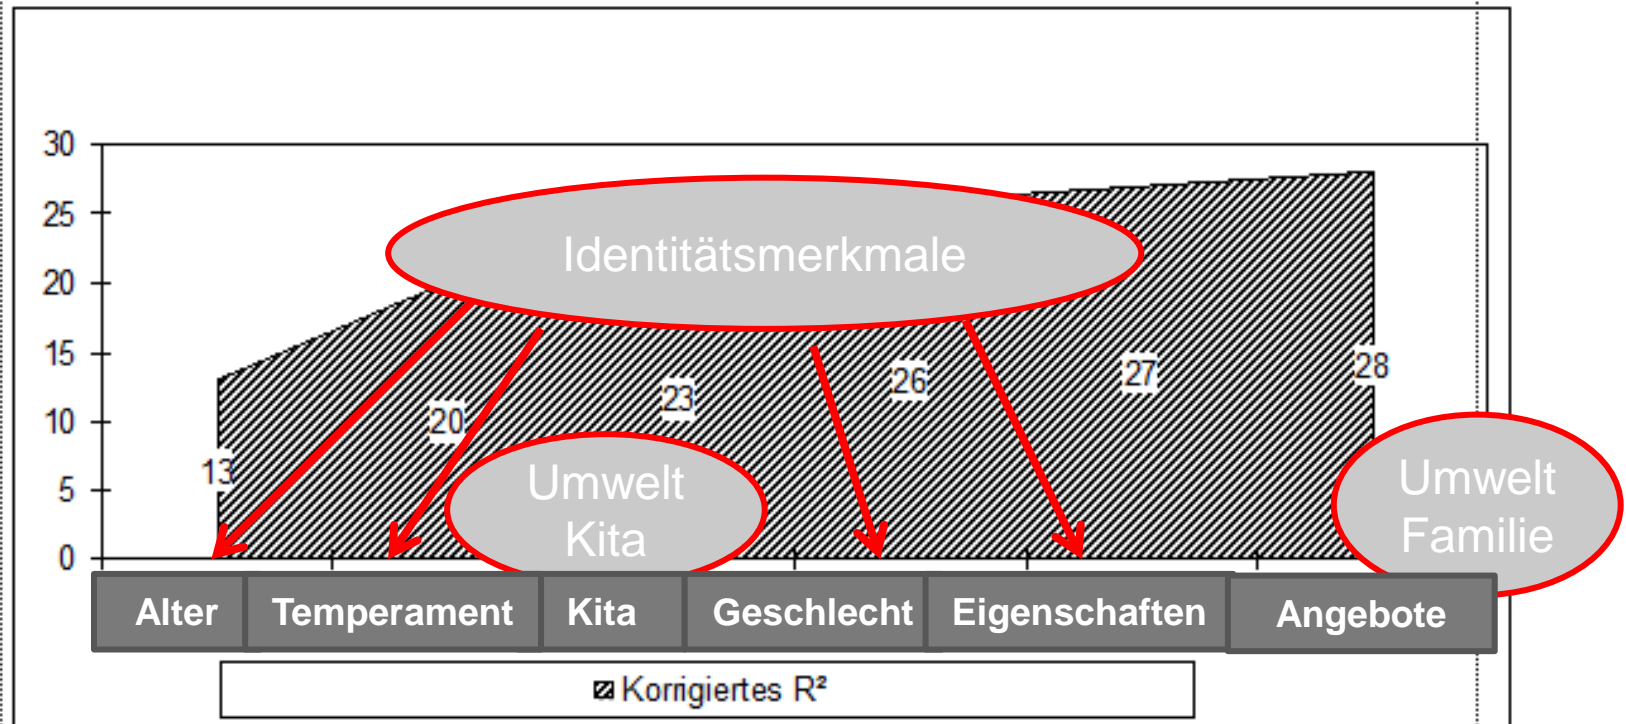 30
25
20
15
10
5
0
Identitätsmerkmale
13
20
23
26
27
28
Umwelt
Kita
Umwelt
Familie
Alter
Temperament
Kita
Geschlecht
Eigenschaften
Angebote
Korrigiertes R²